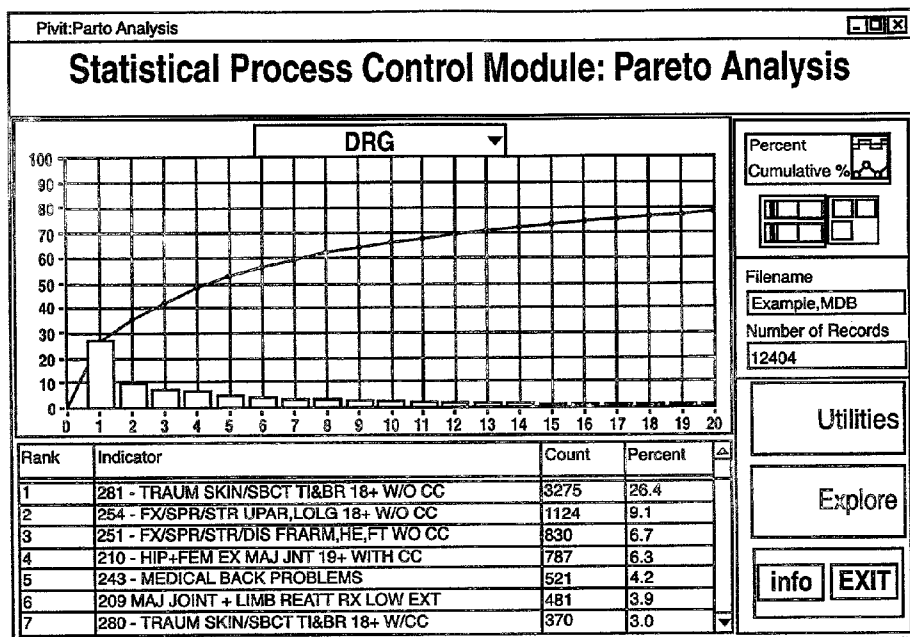 Pivit:Parto Analysis
Statistical Process Control Module: Pareto Analysis
DRG
100
90
80
70
60
50
40
30
20
10
0
0 1 2 3 4 5 6 7 8 9 10 11 12 13 14 15 16 17 18 19 20
Percent
Cumulative %
Filename
Example,MDB
Number of Records
12404
Utilities
Explore
info EXIT
Rank Indicator Count Percent
1 281 - TRAUM SKIN/SBCT TI&BR 18+ W/O CC 3275 26.4
2 254 - FX/SPR/STR UPAR,LOLG 18+ W/O CC 1124 9.1
3 251 - FX/SPR/STR/DIS FRARM,HE,FT WO CC 830 6.7
4 210 - HIP+FEM EX MAJ JNT 19+ WITH CC 787 6.3
5 243 - MEDICAL BACK PROBLEMS 521 4.2
6 209 MAJ JOINT + LIMB REATT RX LOW EXT 481 3.9
7 280 - TRAUM SKIN/SBCT TI&BR 18+ W/CC 370 3.0